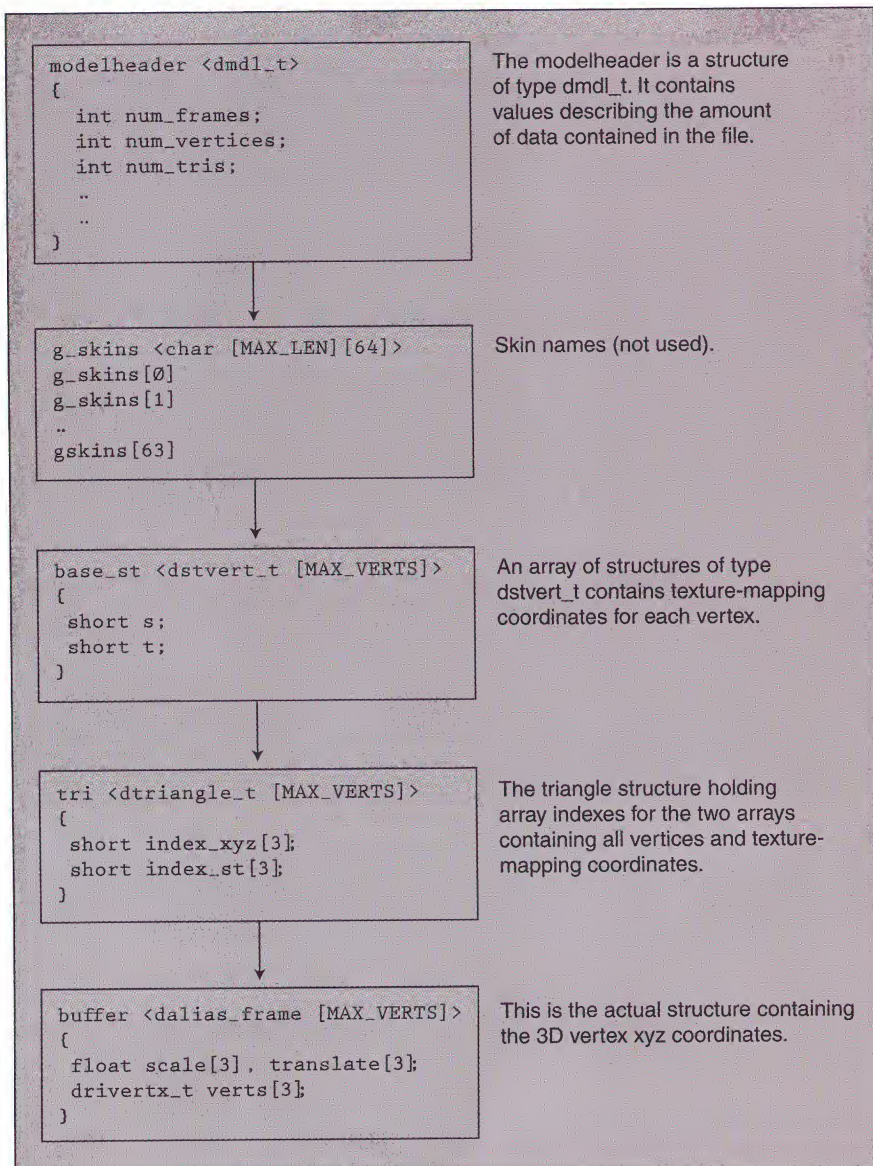 modelheader <dmdl_t>
{
int num_frames;
int num_vertices;
int num_tris;
..
..
}
The modelheader is a structure
of type dmdl_t. It contains
values describing the amount
of data contained in the file.
g_skins <char [MAX_LEN] [64]>
g_skins[Ø]
g_skins[1]
..
gskins[63]
Skin names (not used).
base_st <dstvert_t [MAX_VERTS]>
{
short s;
short t;
}
An array of structures of type
dstvert_t contains texture-mapping
coordinates for each vertex.
tri <dtriangle_t [MAX_VERTS]>
{
short index_xyz[3];
short index_st[3];
}
The triangle structure holding
array indexes for the two arrays
containing all vertices and texture-
mapping coordinates.
buffer <dalias_frame [MAX_VERTS]>
{
float scale[3], translate[3];
drivertx_t verts[3];
}
This is the actual structure containing
the 3D vertex xyz coordinates.